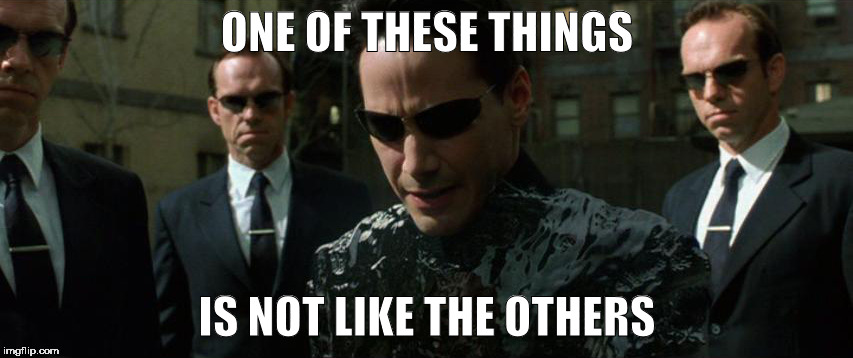 ONE OF THESE THINGS
IS NOT LIKE THE OTHERS
imgflip.com